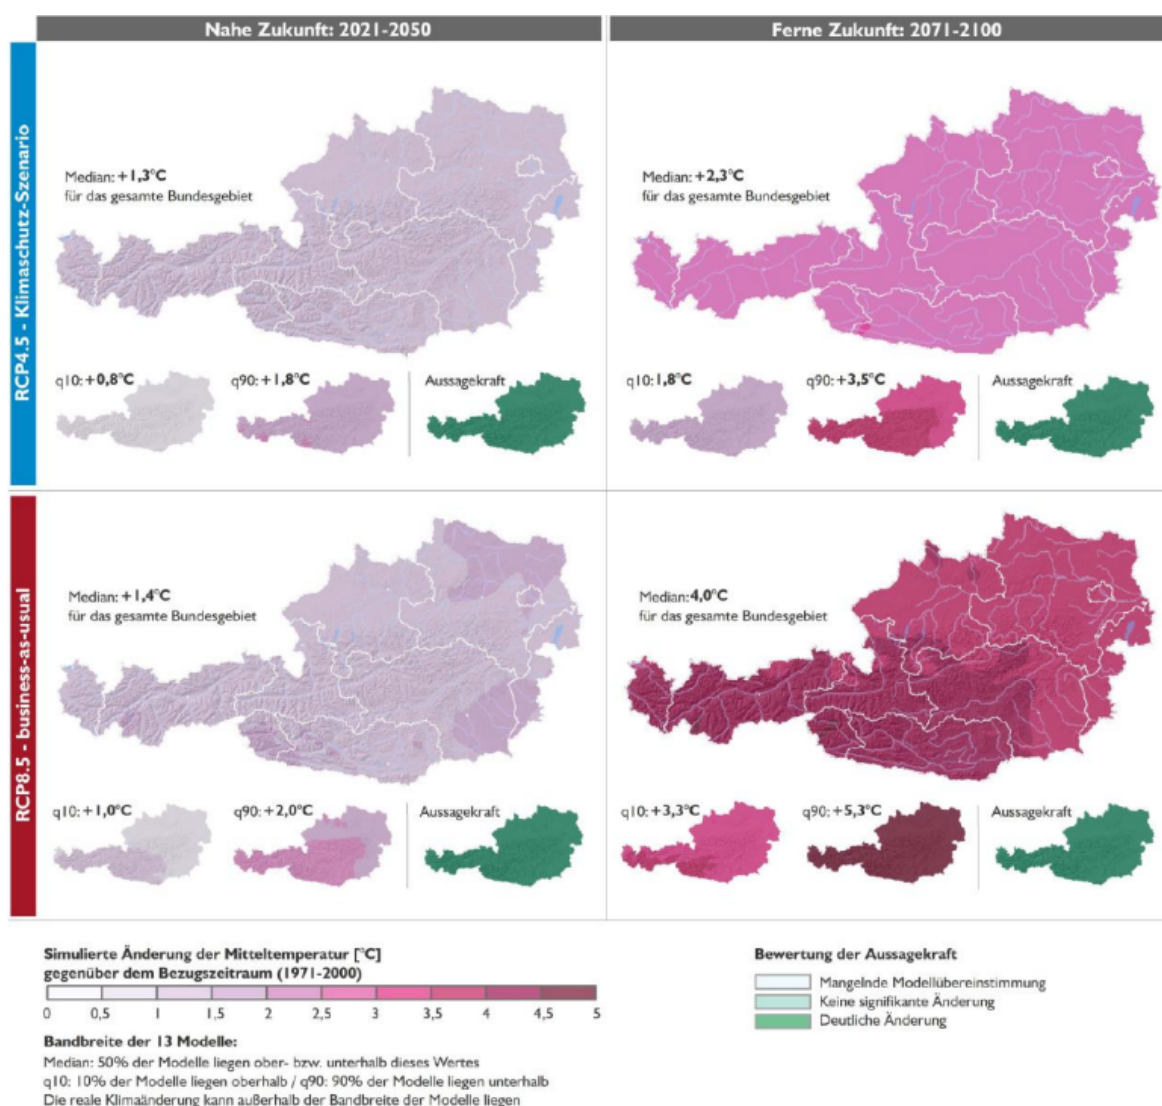 Nahe Zukunft: 2021-2050
Ferne Zukunft: 2071-2100
RCP4.5 - Klimaschutz-Szenario
Median: +1,3°C
für das gesamte Bundesgebiet
q10: +0,8°C
q90: +1,8°C
Aussagekraft
Median: +2,3°C
für das gesamte Bundesgebiet
q10: 1,8°C
q90: +3,5°C
Aussagekraft
RCP8.5 - business-as-usual
Median: +1,4°C
für das gesamte Bundesgebiet
q10: +1,0°C
q90: +2,0°C
Aussagekraft
Median: 4,0°C
für das gesamte Bundesgebiet
q10: +3,3°C
q90: +5,3°C
Aussagekraft
Simulierte Änderung der Mitteltemperatur [°C]
gegenüber dem Bezugszeitraum (1971-2000)
0 0,5 1 1,5 2 2,5 3 3,5 4 4,5 5
Bandbreite der 13 Modelle:
Median: 50% der Modelle liegen ober- bzw. unterhalb dieses Wertes
q10: 10% der Modelle liegen oberhalb / q90: 90% der Modelle liegen unterhalb
Die reale Klimaänderung kann außerhalb der Bandbreite der Modelle liegen
Bewertung der Aussagekraft
Mangelnde Modellübereinstimmung
Keine signifikante Änderung
Deutliche Änderung